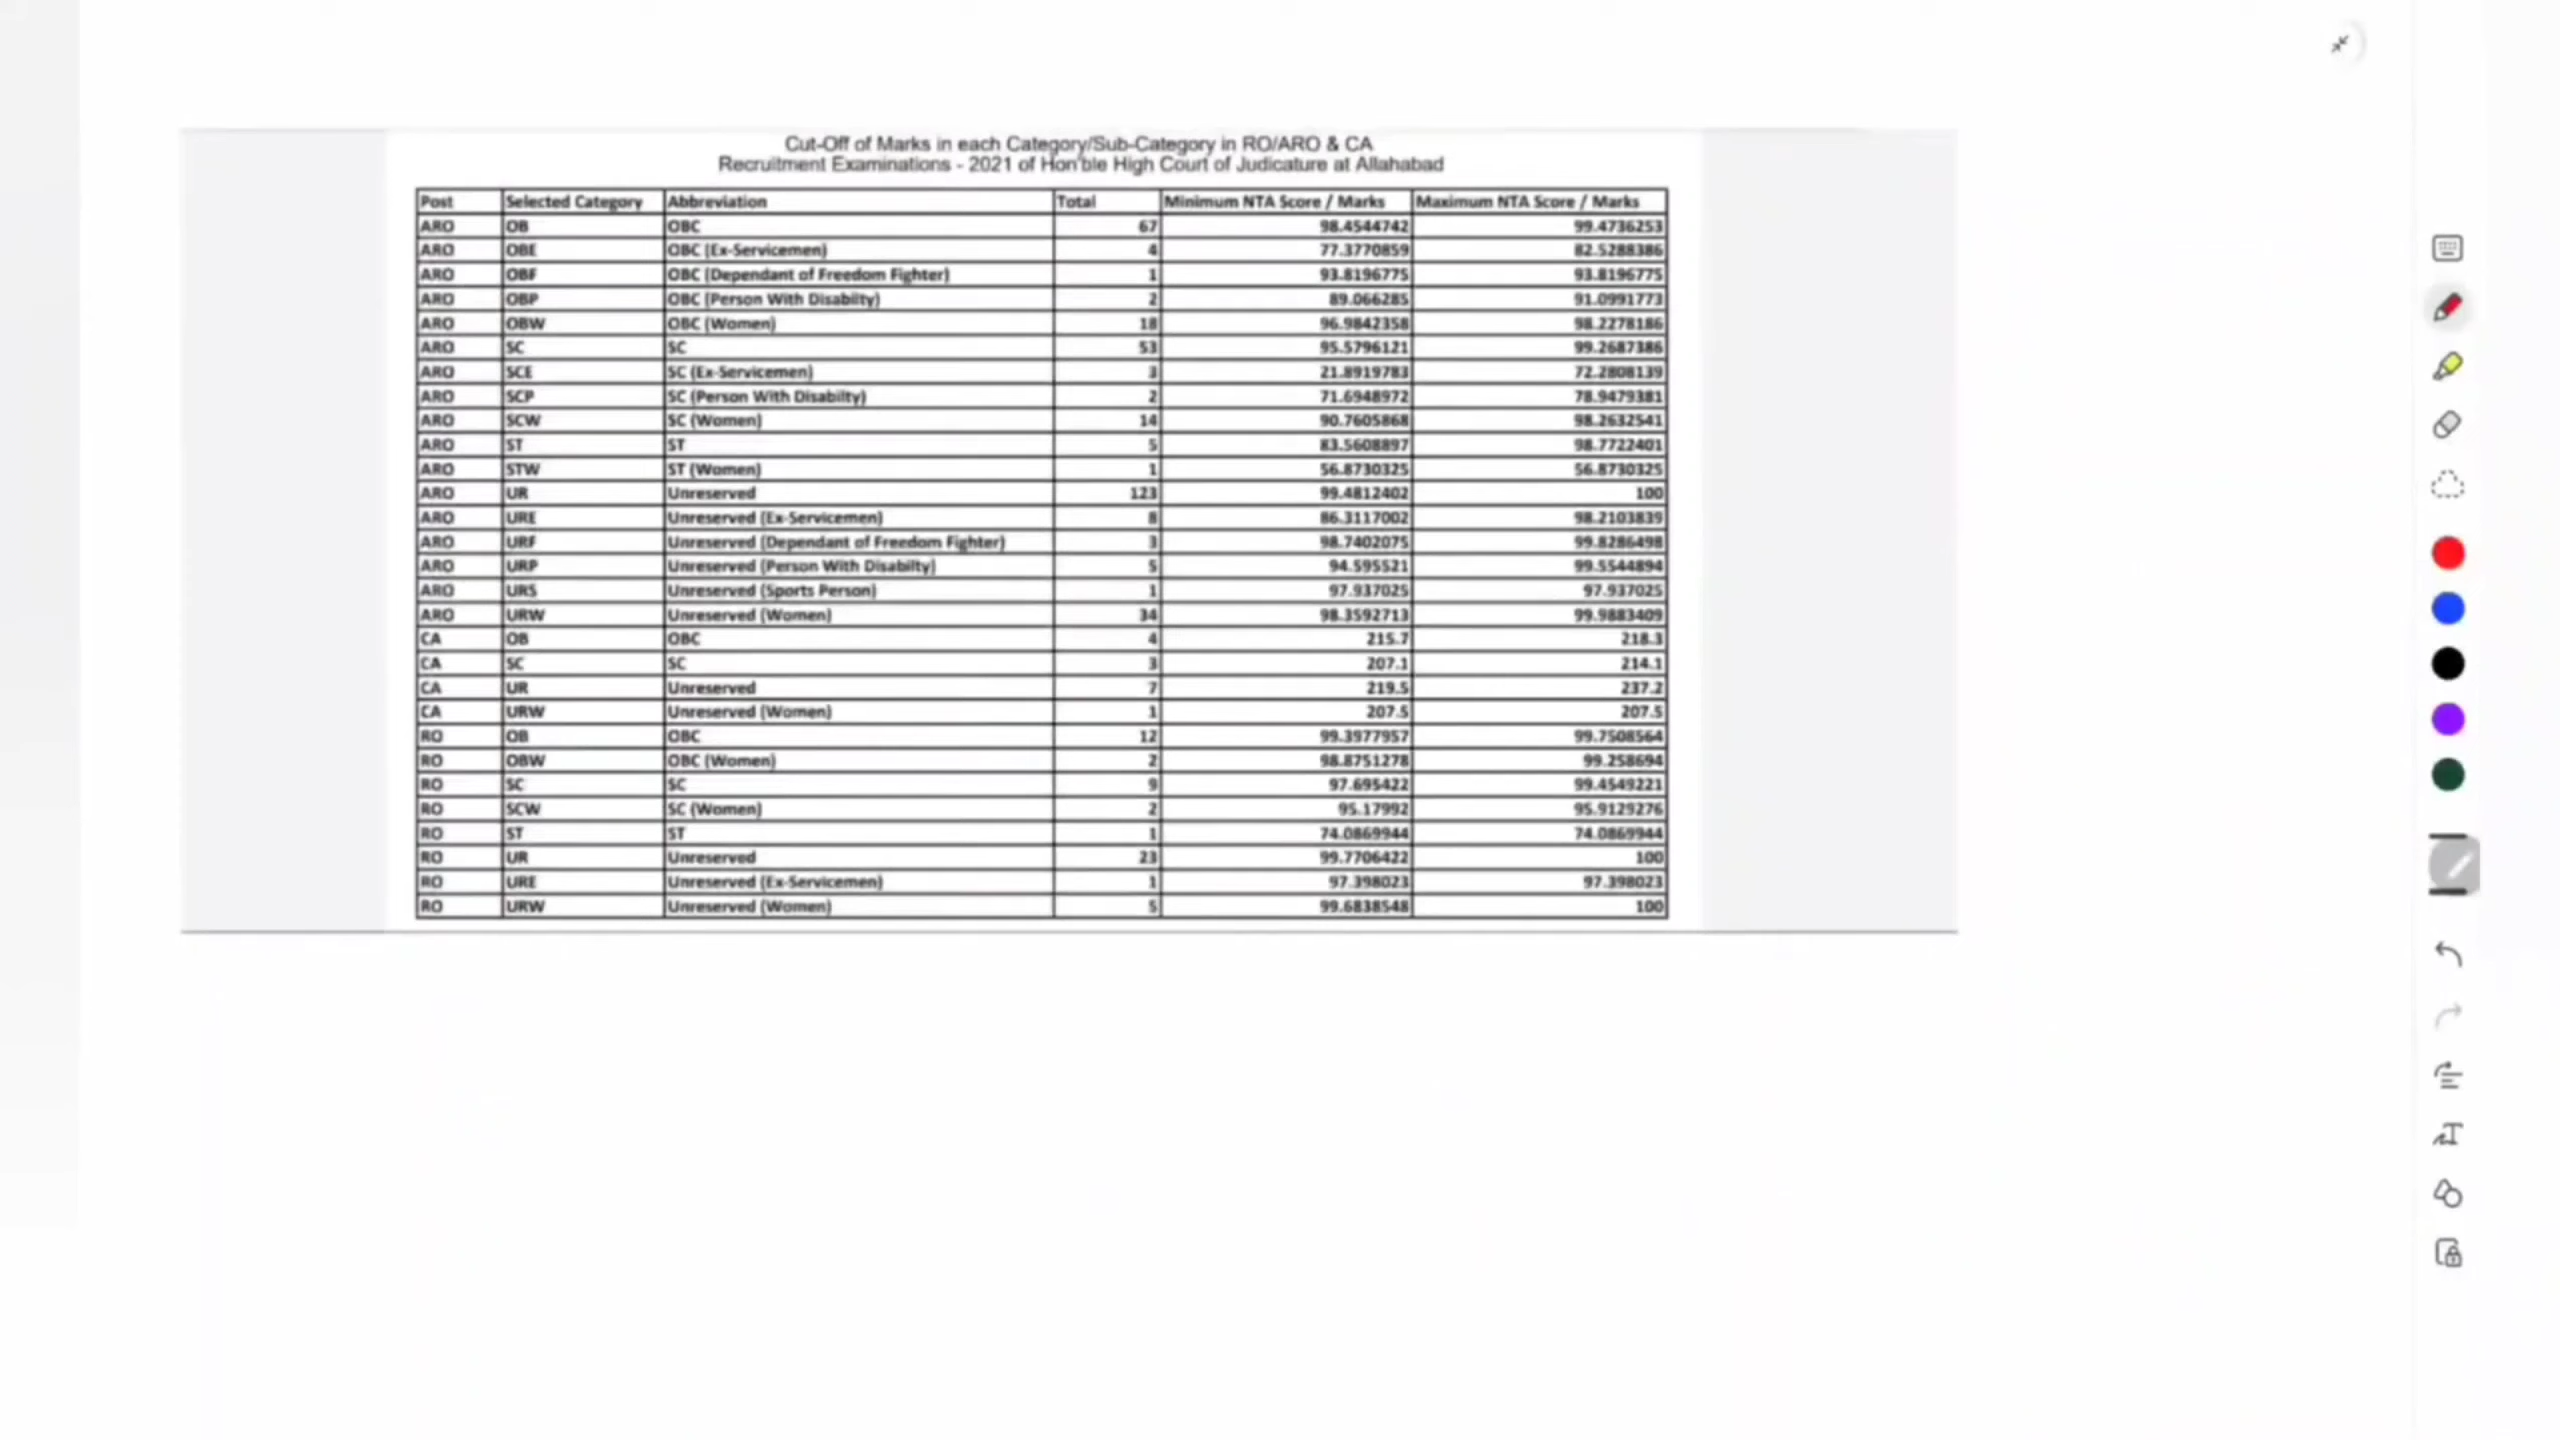 Cut-Off of Marks in each Category/Sub-Category in RO/ARO & CA
Recruitment Examinations - 2021 of Hon'ble High Court of Judicature at Allahabad
Post Selected Category Abbreviation Total Minimum NTA Score / Marks Maximum NTA Score / Marks
ARO OB OBC 67 98.4544742 99.4736253
ARO OBE OBC (Ex-Servicemen) 4 77.3770859 82.5288386
ARO OBF OBC (Dependant of Freedom Fighter) 1 93.8196775 93.8196775
ARO OBP OBC (Person With Disabilty) 2 89.066285 91.0991773
ARO OBW OBC (Women) 18 96.9842358 98.2278186
ARO SC SC 53 95.5796121 99.2687386
ARO SCE SC (Ex-Servicemen) 3 21.8919783 72.2808139
ARO SCP SC (Person With Disabilty) 2 71.6948972 78.9479381
ARO SCW SC (Women) 14 90.7605868 98.2632541
ARO ST ST 5 83.5608897 98.7722401
ARO STW ST (Women) 1 56.8730325 56.8730325
ARO UR Unreserved 123 99.4812402 100
ARO URE Unreserved (Ex-Servicemen) 8 86.3117002 98.2103839
ARO URF Unreserved (Dependant of Freedom Fighter) 3 98.7402075 99.8286498
ARO URP Unreserved (Person With Disabilty) 5 94.595521 99.5544894
ARO URS Unreserved (Sports Person) 1 97.937025 97.937025
ARO URW Unreserved (Women) 34 98.3592713 99.9883409
CA OB OBC 4 215.7 218.3
CA SC SC 3 207.1 214.1
CA UR Unreserved 7 219.5 237.2
CA URW Unreserved (Women) 1 207.5 207.5
RO OB OBC 12 99.3977957 99.7508564
RO OBW OBC (Women) 2 98.8751278 99.258694
RO SC SC 9 97.695422 99.4549221
RO SCW SC (Women) 2 95.17992 95.9129276
RO ST ST 1 74.0869944 74.0869944
RO UR Unreserved 23 99.7706422 100
RO URE Unreserved (Ex-Servicemen) 1 97.398023 97.398023
RO URW Unreserved (Women) 5 99.6838548 100